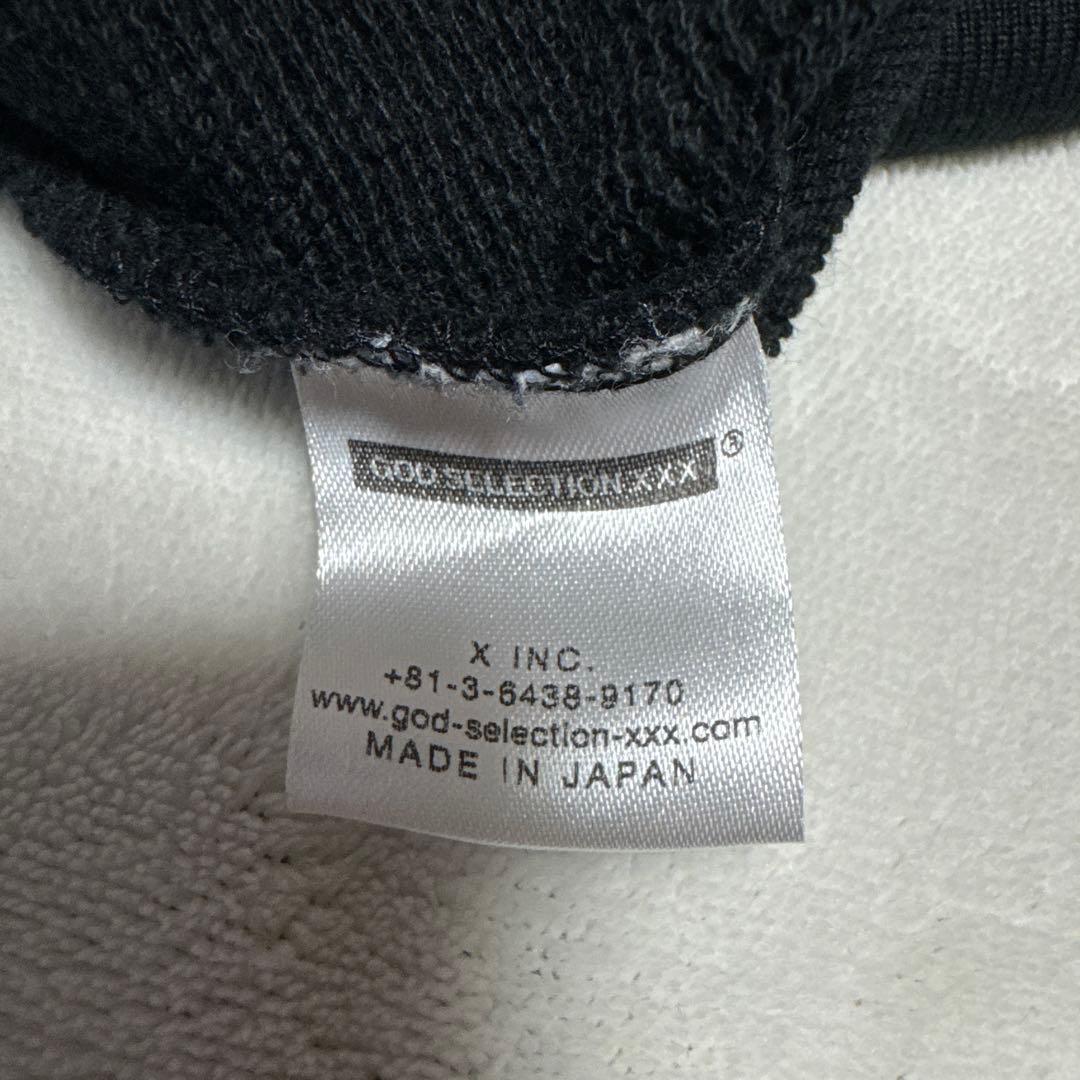 GOD SELECTION XXX ®
X INC.
+81-3-6438-9170
www.god-selection-xxx.com
MADE IN JAPAN